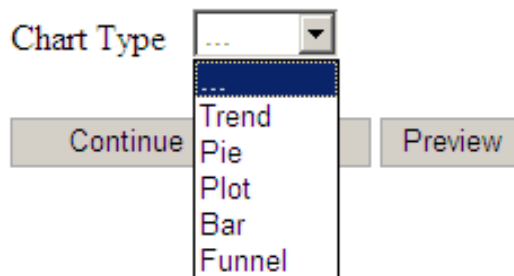 Chart Type ...
...
Trend
Pie
Continue Preview
Plot
Bar
Funnel